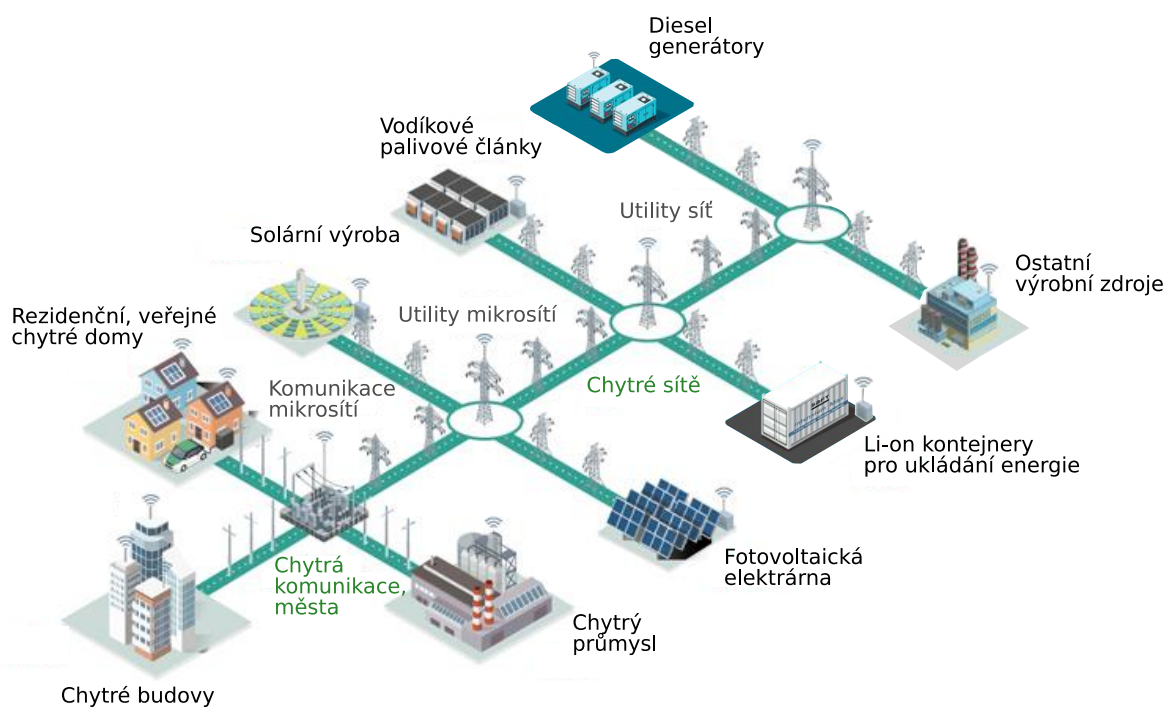 Diesel
generátory
Vodíkové
palivové články
Utility síť
Solární výroba
Ostatní
výrobní zdroje
Rezidenční, veřejné
chytré domy
Utility mikrosítí
Komunikace
mikrosítí
Chytré sítě
Li-on kontejnery
pro ukládání energie
Fotovoltaická
elektrárna
Chytrá
komunikace,
města
Chytrý
průmysl
Chytré budovy